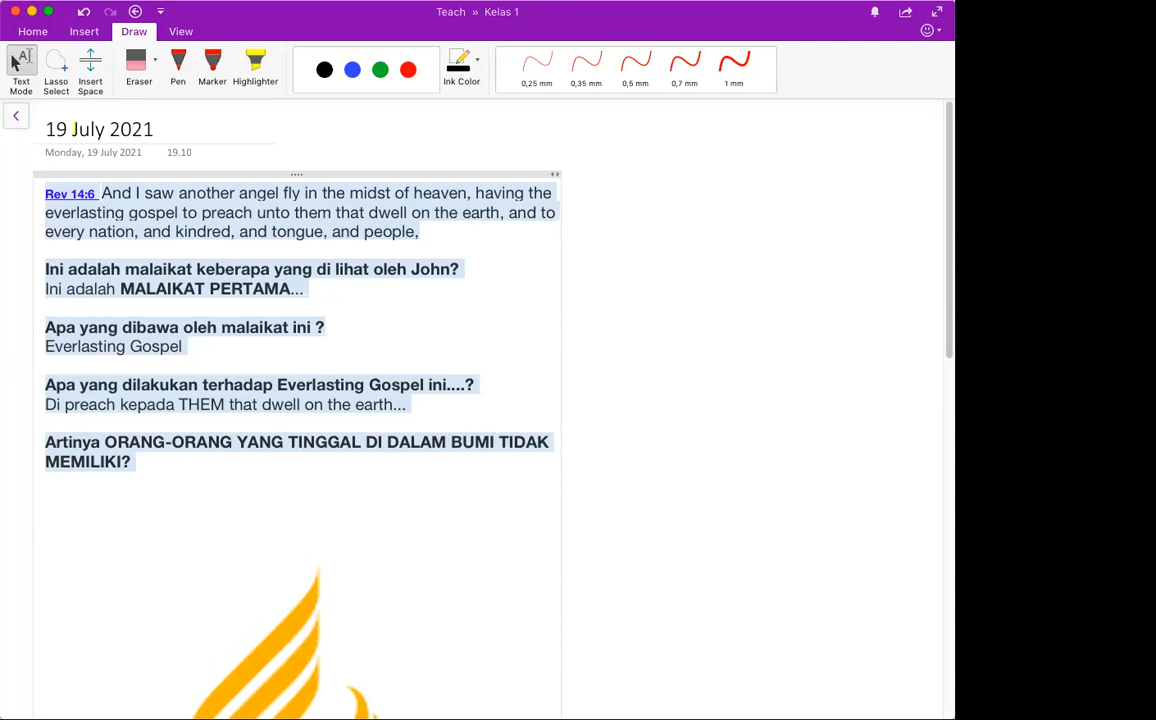 Teach » Kelas 1
Home Insert Draw View
Text Mode
Lasso Select
Insert Space
Eraser
Pen
Marker
Highlighter
Ink Color
0,25 mm
0,35 mm
0,5 mm
0,7 mm
1 mm
19 July 2021
Monday, 19 July 2021 19.10
Rev 14:6 And I saw another angel fly in the midst of heaven, having the
everlasting gospel to preach unto them that dwell on the earth, and to
every nation, and kindred, and tongue, and people,
Ini adalah malaikat keberapa yang di lihat oleh John?
Ini adalah MALAIKAT PERTAMA...
Apa yang dibawa oleh malaikat ini ?
Everlasting Gospel
Apa yang dilakukan terhadap Everlasting Gospel ini....?
Di preach kepada THEM that dwell on the earth...
Artinya ORANG-ORANG YANG TINGGAL DI DALAM BUMI TIDAK
MEMILIKI?